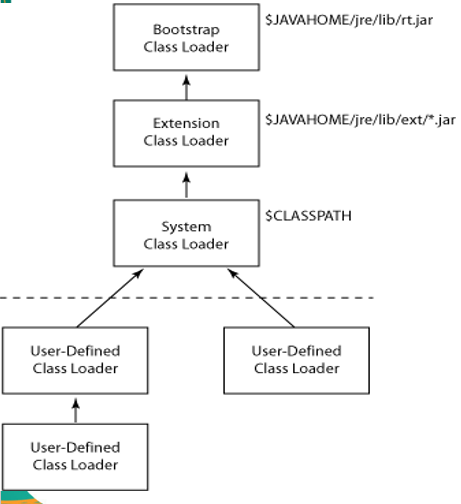 Bootstrap
Class Loader
$JAVAHOME/jre/lib/rt.jar
Extension
Class Loader
$JAVAHOME/jre/lib/ext/*.jar
System
Class Loader
$CLASSPATH
User-Defined
Class Loader
User-Defined
Class Loader
User-Defined
Class Loader